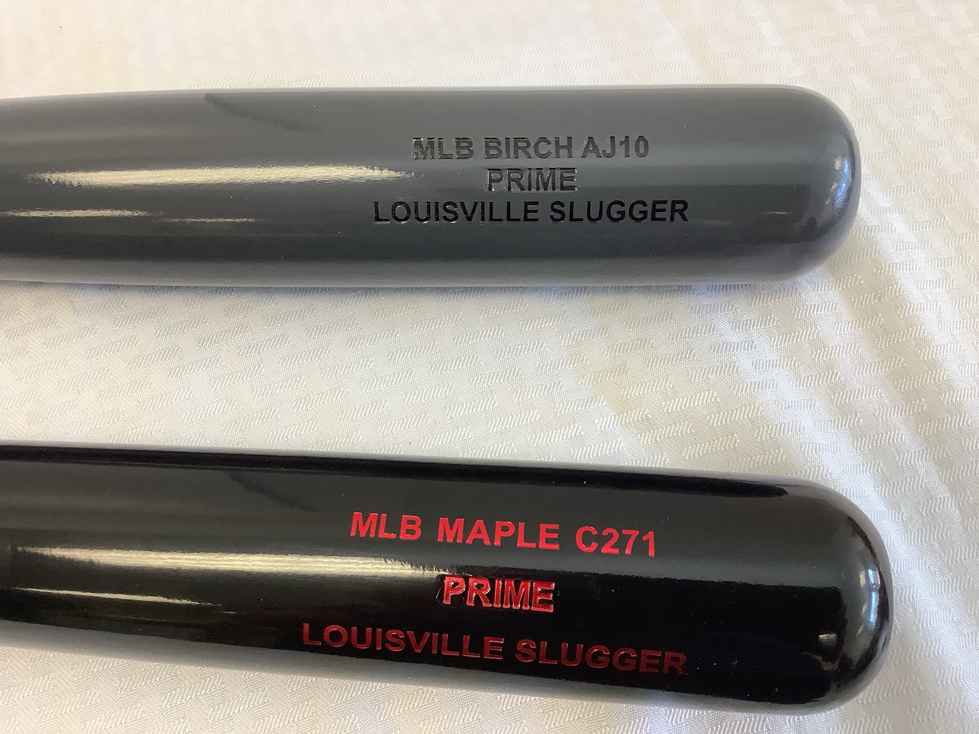 MLB BIRCH AJ10
PRIME
LOUISVILLE SLUGGER
MLB MAPLE C271
PRIME
LOUISVILLE SLUGGER